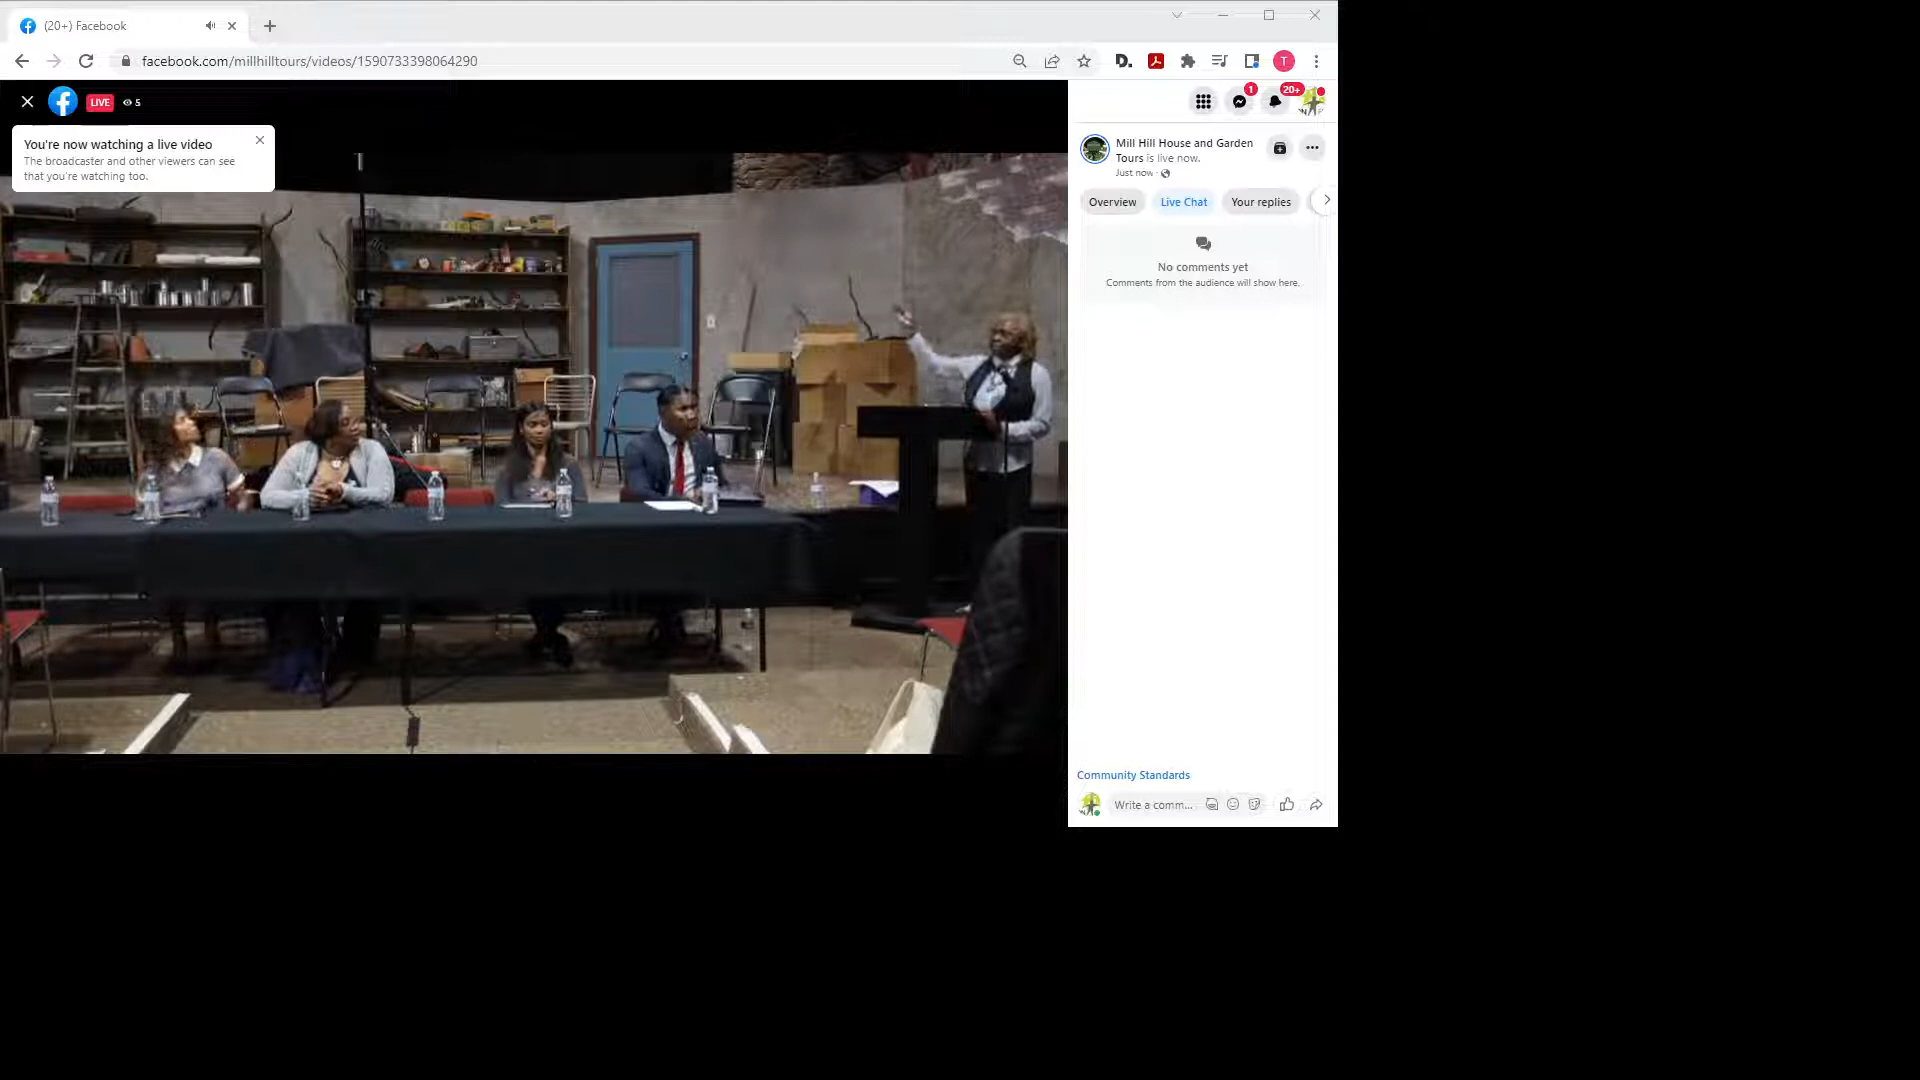 (20+) Facebook
facebook.com/millhilltours/videos/1590733398064290
T
LIVE
5
1
20+
You're now watching a live video
The broadcaster and other viewers can see
that you're watching too.
Mill Hill House and Garden
Tours is live now.
Just now ·
Overview
Live Chat
Your replies
No comments yet
Comments from the audience will show here.
Community Standards
Write a comm...